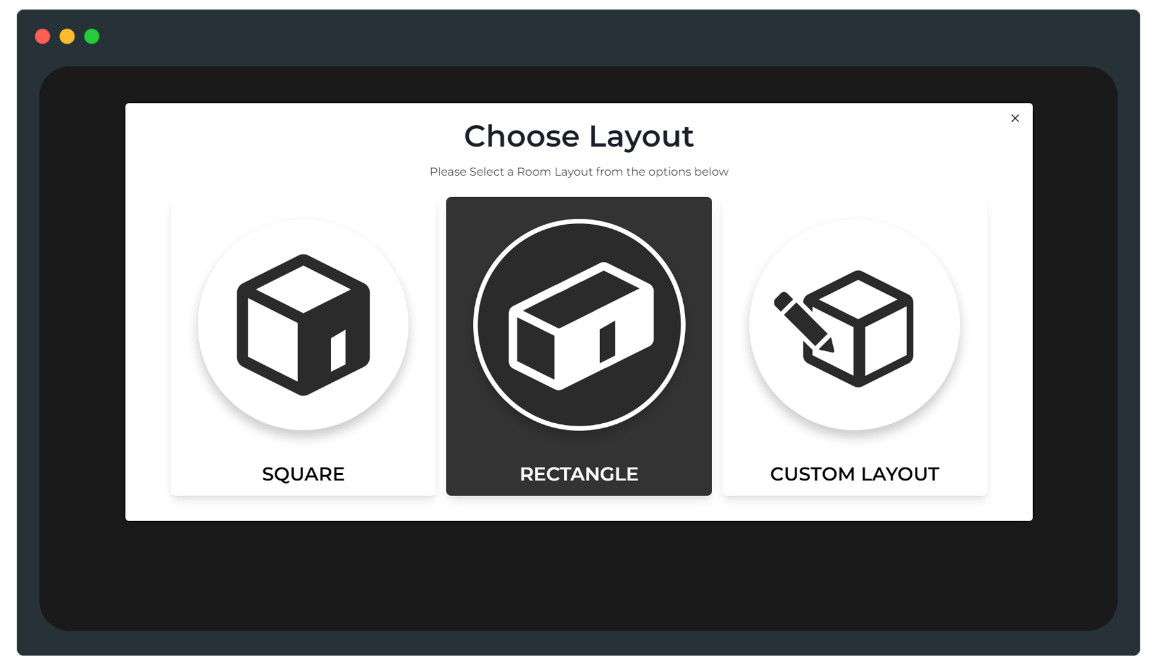 Choose Layout
Please Select a Room Layout from the options below
SQUARE
RECTANGLE
CUSTOM LAYOUT